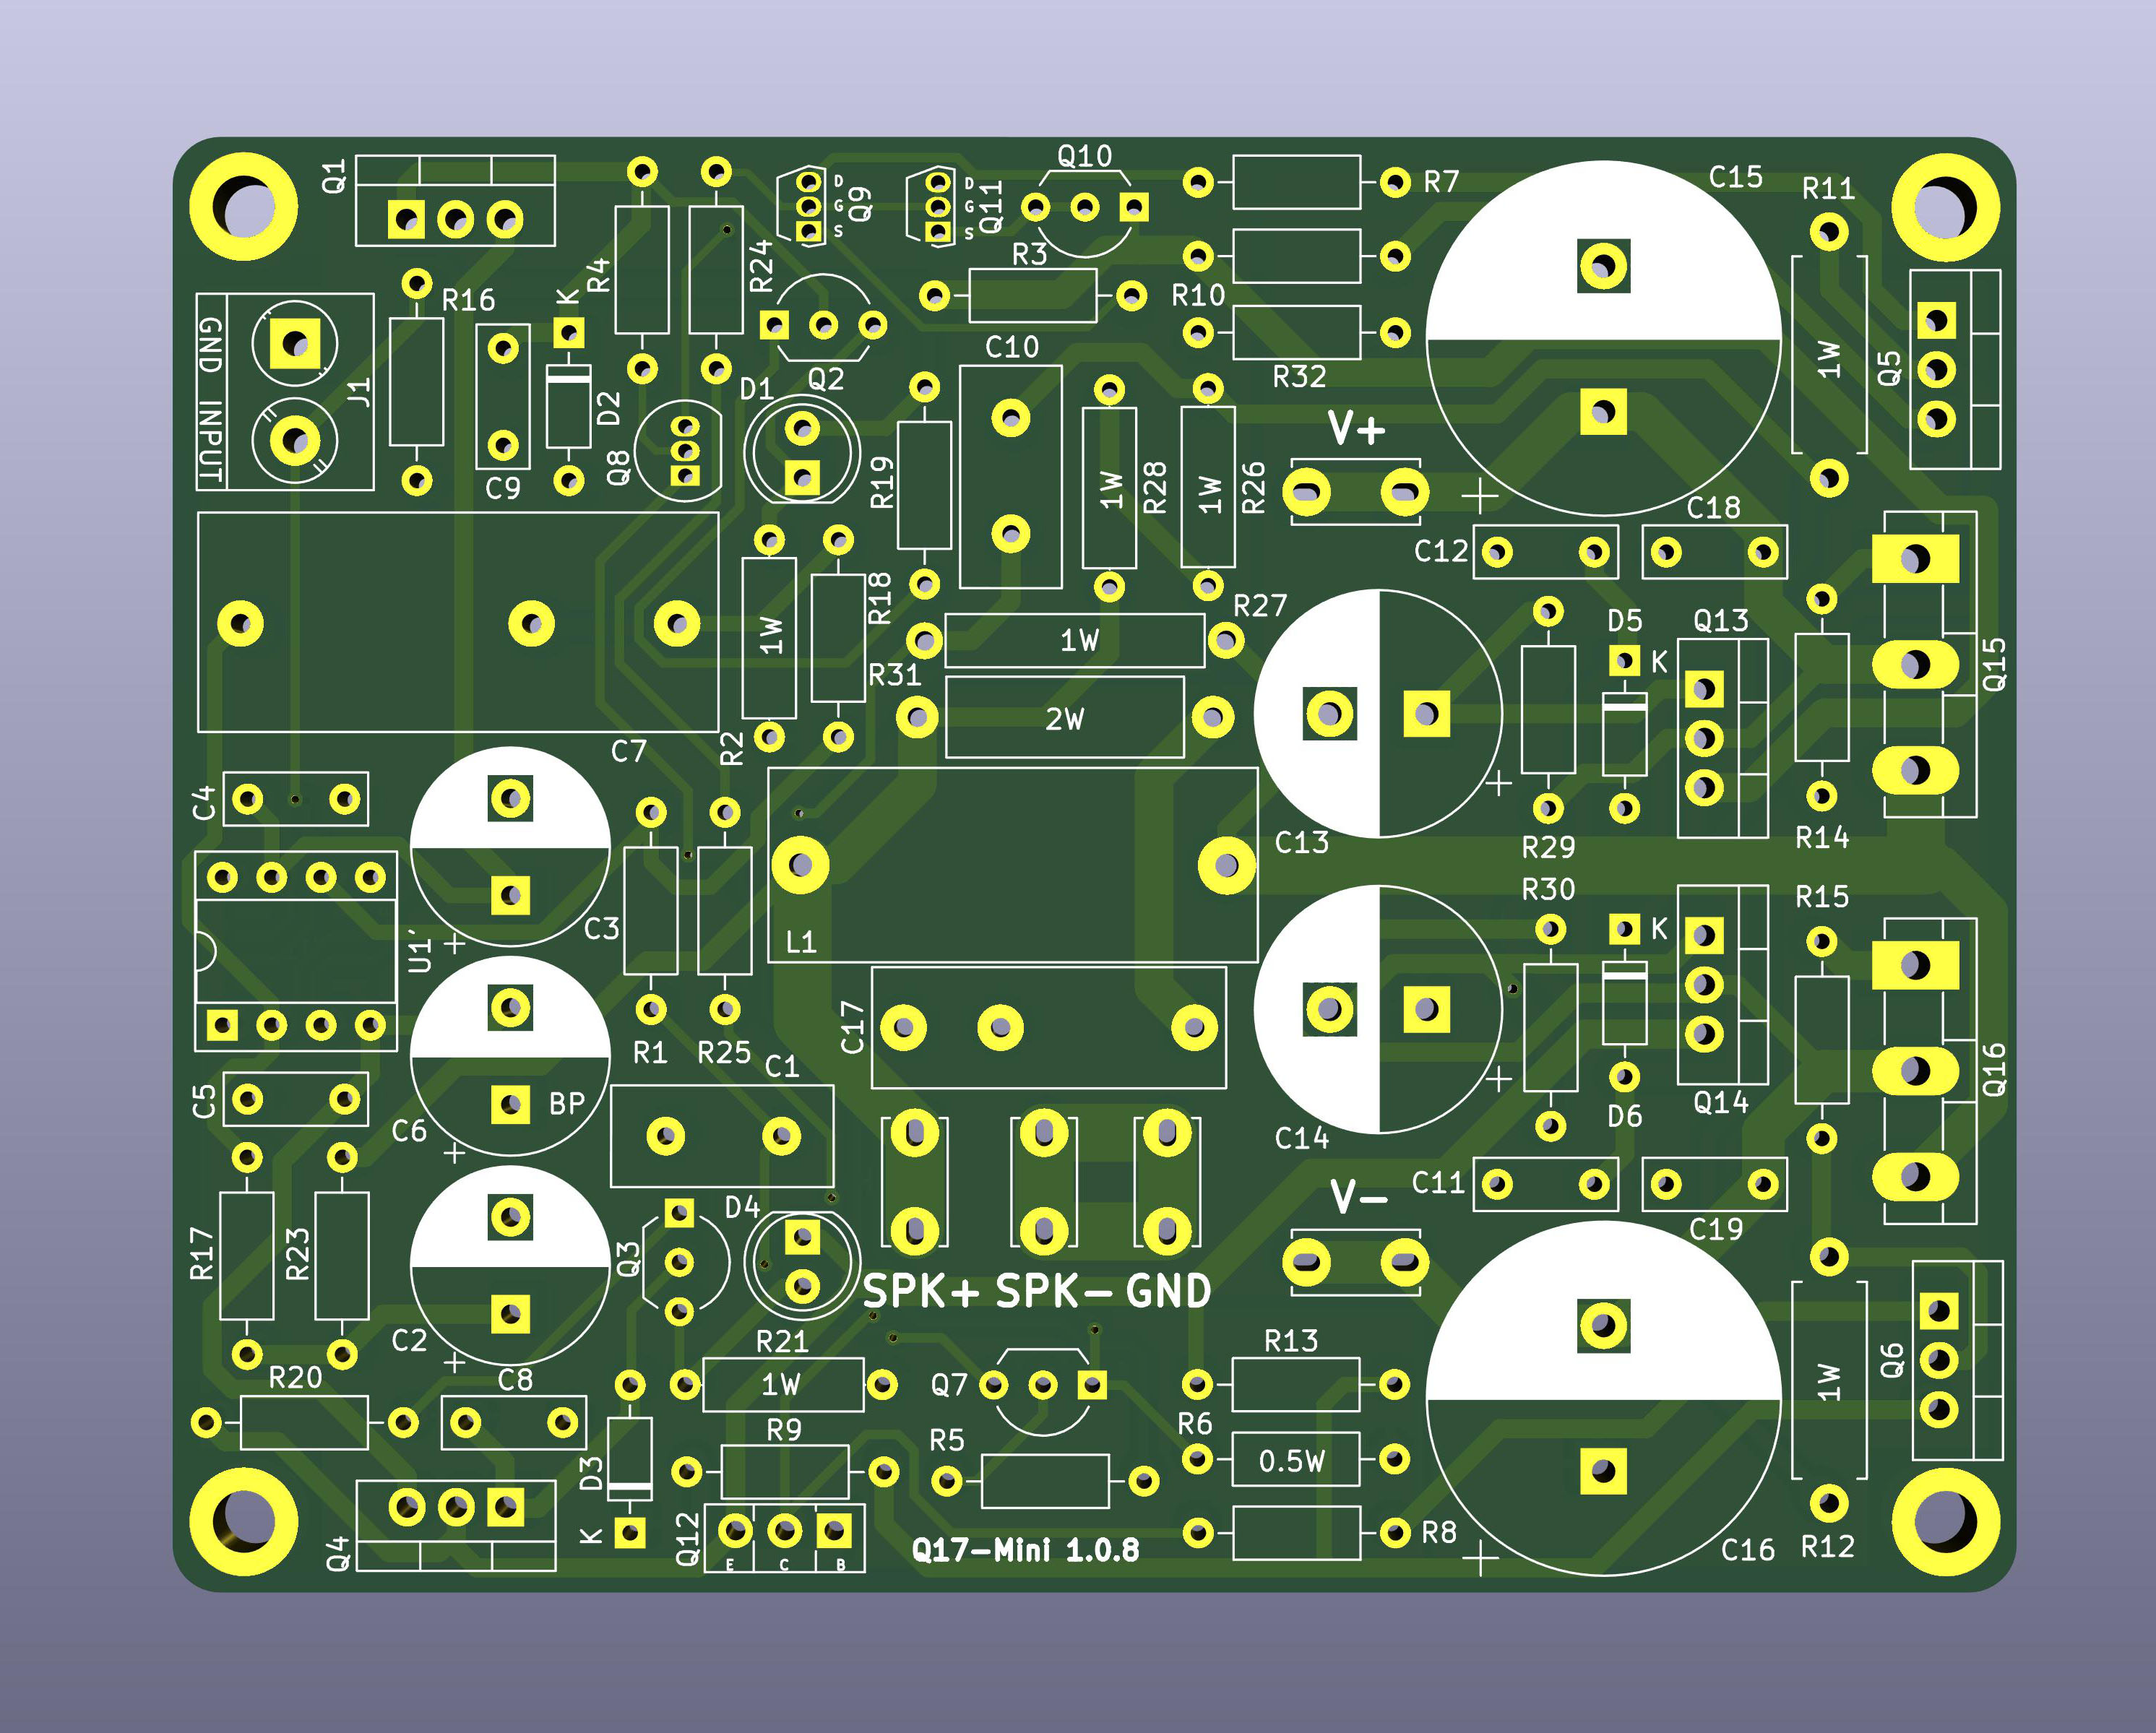 Q1
Q9
D
G
S
Q11
D
G
S
Q10
R7
C15
R11
R4
R24
R3
R10
R32
1W
Q5
GND INPUT
J1
R16
K
D2
C9
Q8
D1
Q2
C10
R19
1W
R28
1W
R26
V+
C12
C18
1W
R18
R27
1W
R31
2W
R2
C7
D5
K
Q13
Q15
C4
C3
U1'
L1
C13
R29
R14
R30
K
R15
C17
R1
R25
C1
C5
BP
C6
C14
D6
Q14
Q16
R17
R23
C2
Q3
D4
V-
C11
C19
SPK+ SPK- GND
R20
C8
R21
1W
Q7
R13
R6
1W
Q6
D3
K
R9
R5
0.5W
Q4
Q12
E
C
B
Q17-Mini 1.0.8
R8
C16
R12